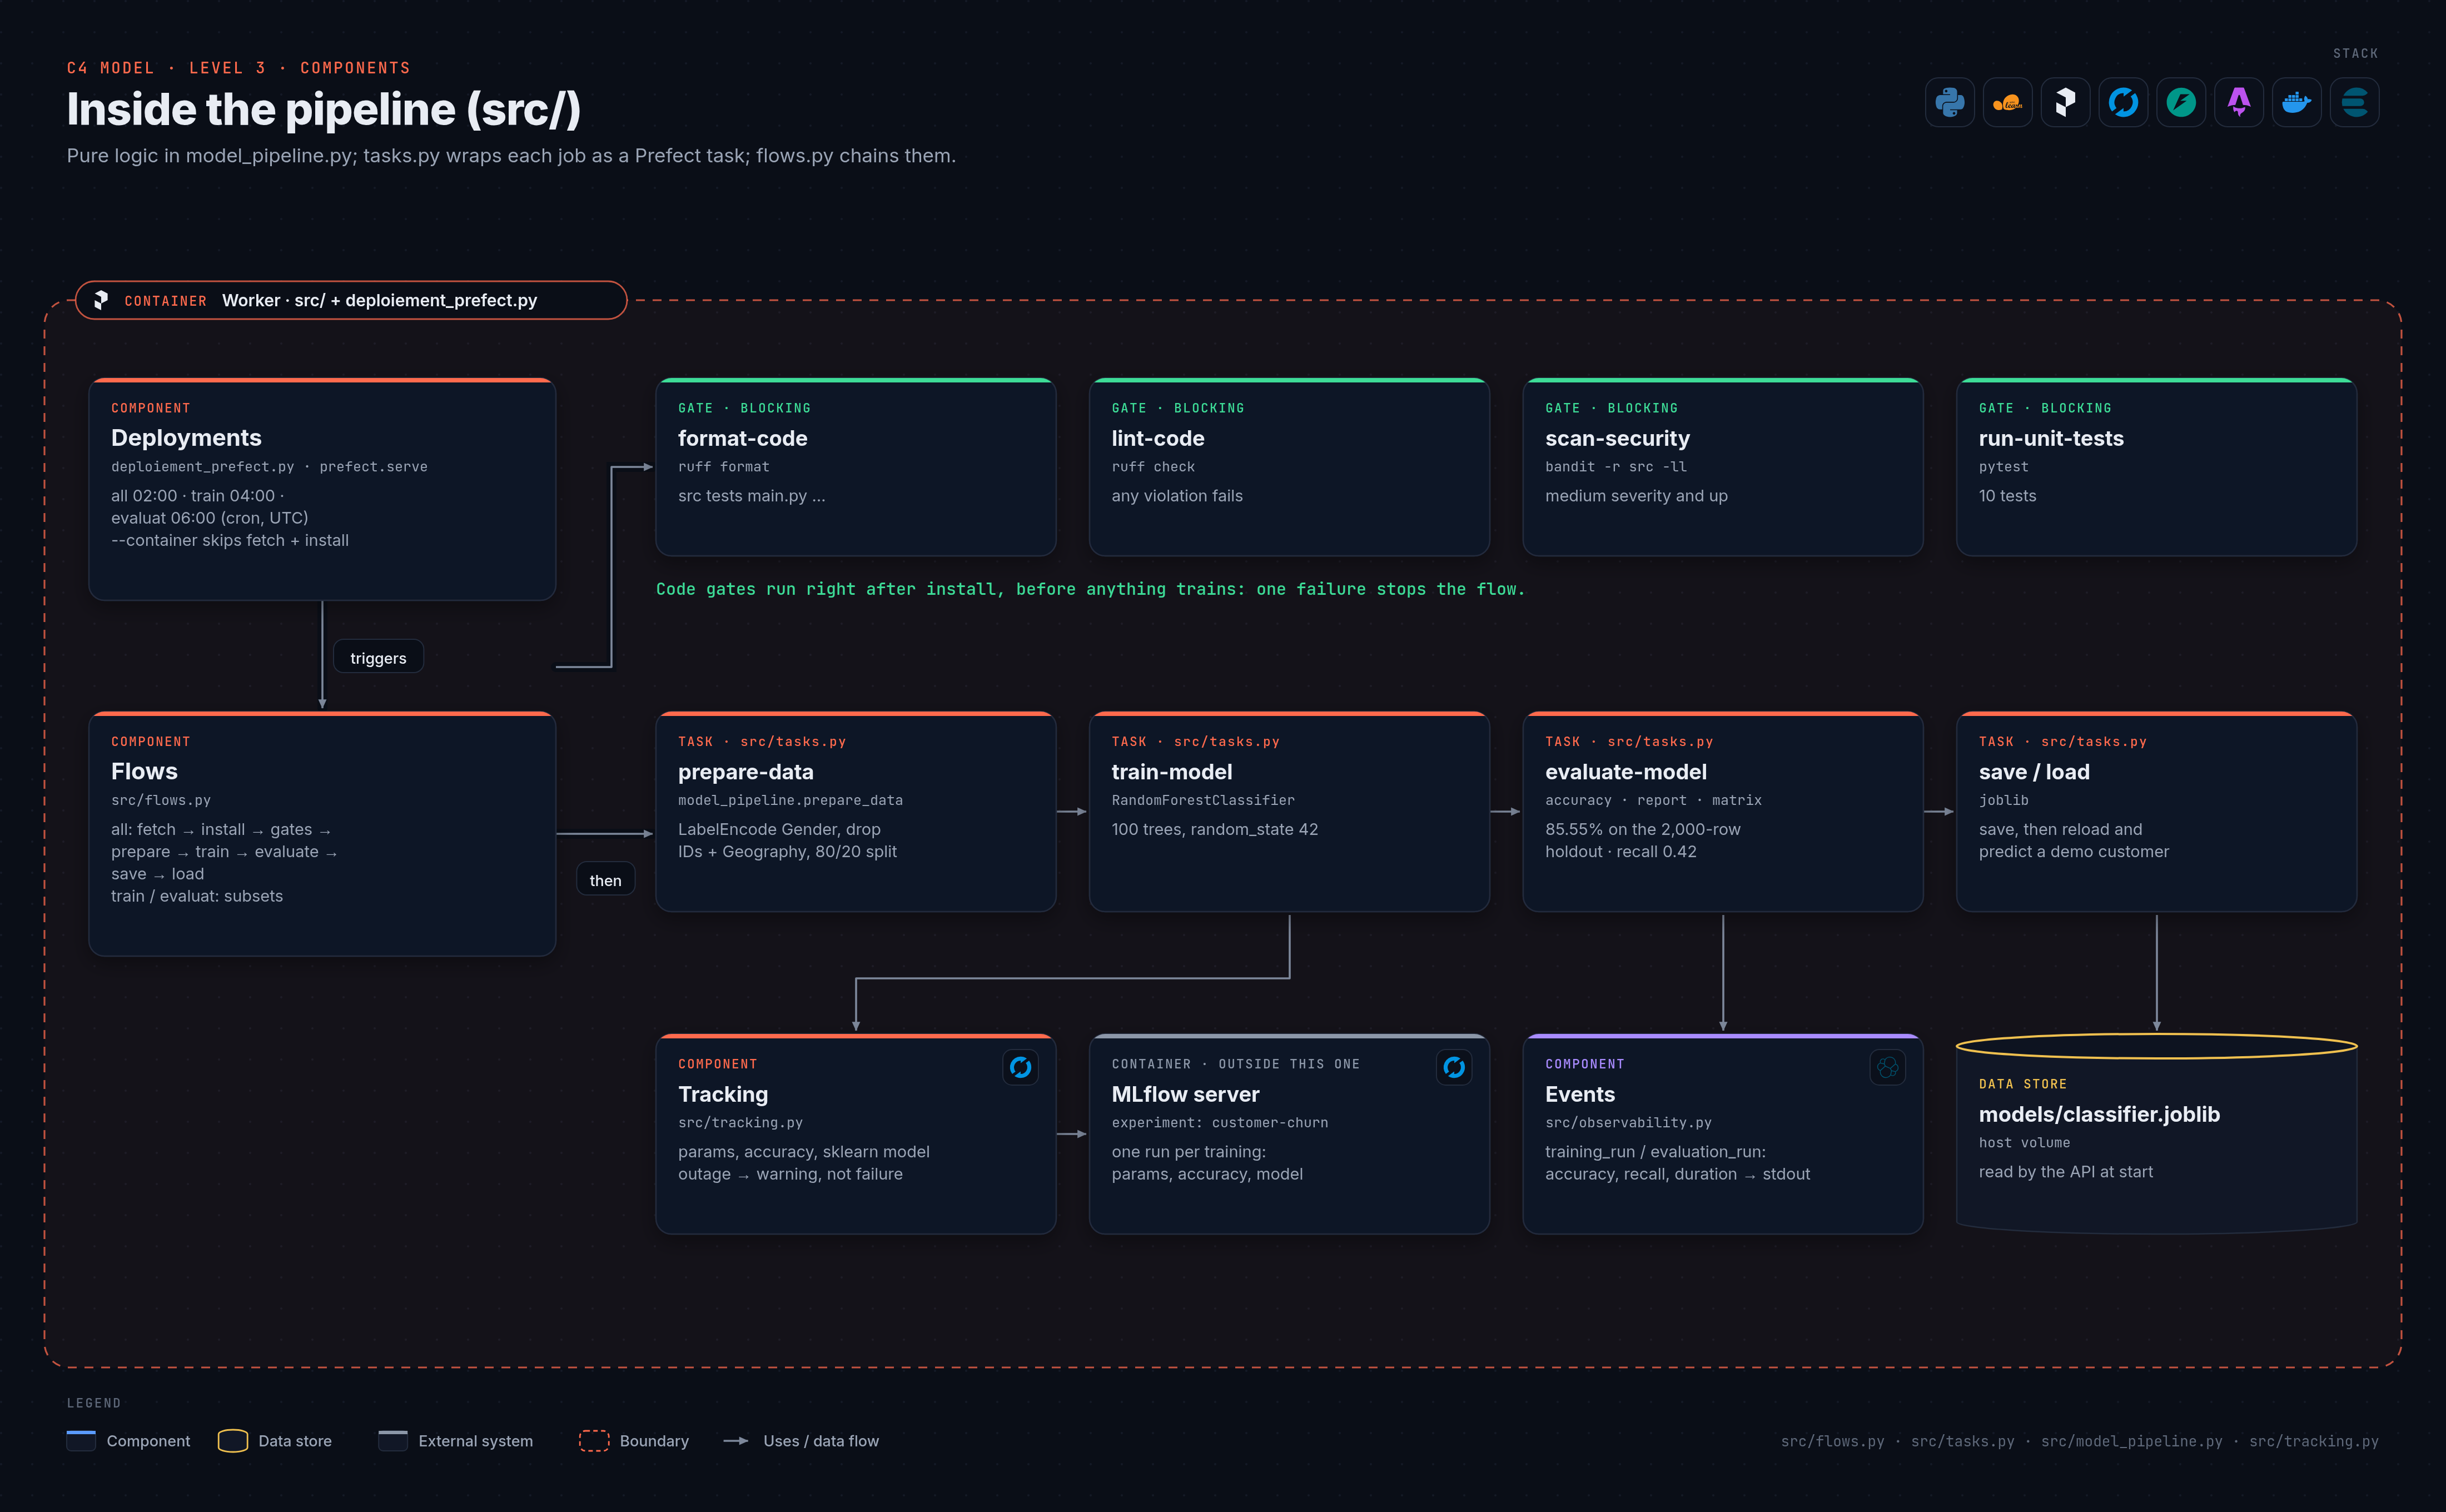 C4 MODEL · LEVEL 3 · COMPONENTS
Inside the pipeline (src/)
Pure logic in model_pipeline.py; tasks.py wraps each job as a Prefect task; flows.py chains them.
STACK
CONTAINER Worker · src/ + deploiement_prefect.py
COMPONENT
Deployments
deploiement_prefect.py · prefect.serve
all 02:00 · train 04:00 ·
evaluat 06:00 (cron, UTC)
--container skips fetch + install
GATE · BLOCKING
format-code
ruff format
src tests main.py ...
GATE · BLOCKING
lint-code
ruff check
any violation fails
GATE · BLOCKING
scan-security
bandit -r src -ll
medium severity and up
GATE · BLOCKING
run-unit-tests
pytest
10 tests
Code gates run right after install, before anything trains: one failure stops the flow.
triggers
COMPONENT
Flows
src/flows.py
all: fetch → install → gates →
prepare → train → evaluate →
save → load
train / evaluat: subsets
then
TASK · src/tasks.py
prepare-data
model_pipeline.prepare_data
LabelEncode Gender, drop
IDs + Geography, 80/20 split
TASK · src/tasks.py
train-model
RandomForestClassifier
100 trees, random_state 42
TASK · src/tasks.py
evaluate-model
accuracy · report · matrix
85.55% on the 2,000-row
holdout · recall 0.42
TASK · src/tasks.py
save / load
joblib
save, then reload and
predict a demo customer
COMPONENT
Tracking
src/tracking.py
params, accuracy, sklearn model
outage → warning, not failure
CONTAINER · OUTSIDE THIS ONE
MLflow server
experiment: customer-churn
one run per training:
params, accuracy, model
COMPONENT
Events
src/observability.py
training_run / evaluation_run:
accuracy, recall, duration → stdout
DATA STORE
models/classifier.joblib
host volume
read by the API at start
LEGEND
Component
Data store
External system
Boundary
Uses / data flow
src/flows.py · src/tasks.py · src/model_pipeline.py · src/tracking.py